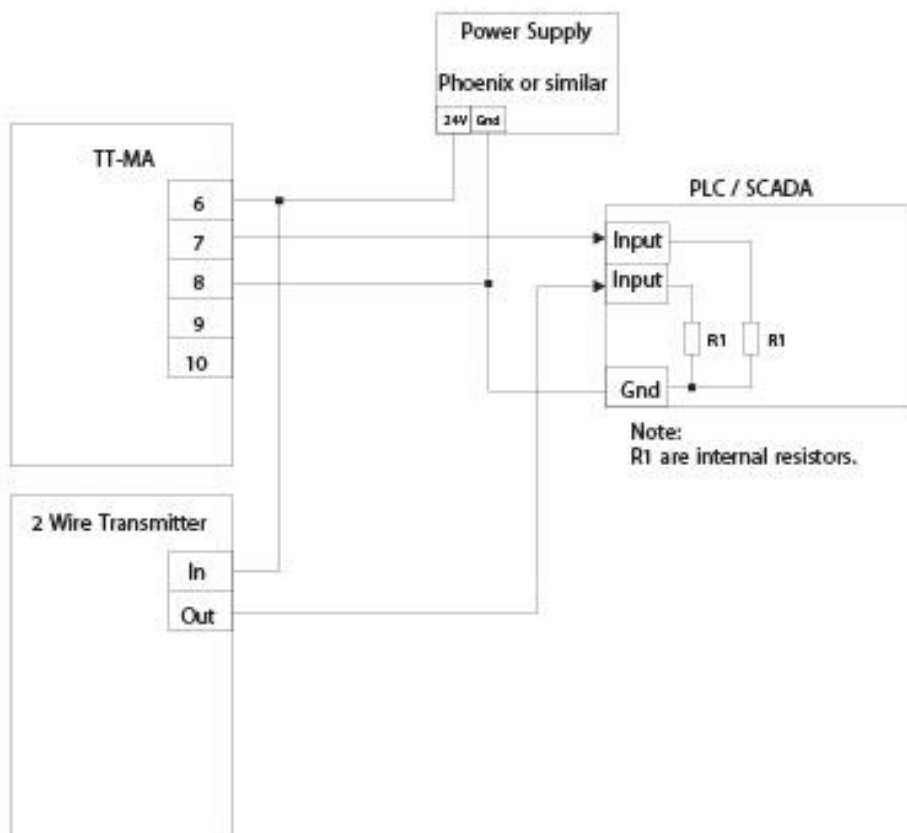 Power Supply
Phoenix or similar
24V Gnd
TT-MA
6
7
8
9
10
PLC / SCADA
Input
Input
R1 R1
Gnd
Note:
R1 are internal resistors.
2 Wire Transmitter
In
Out